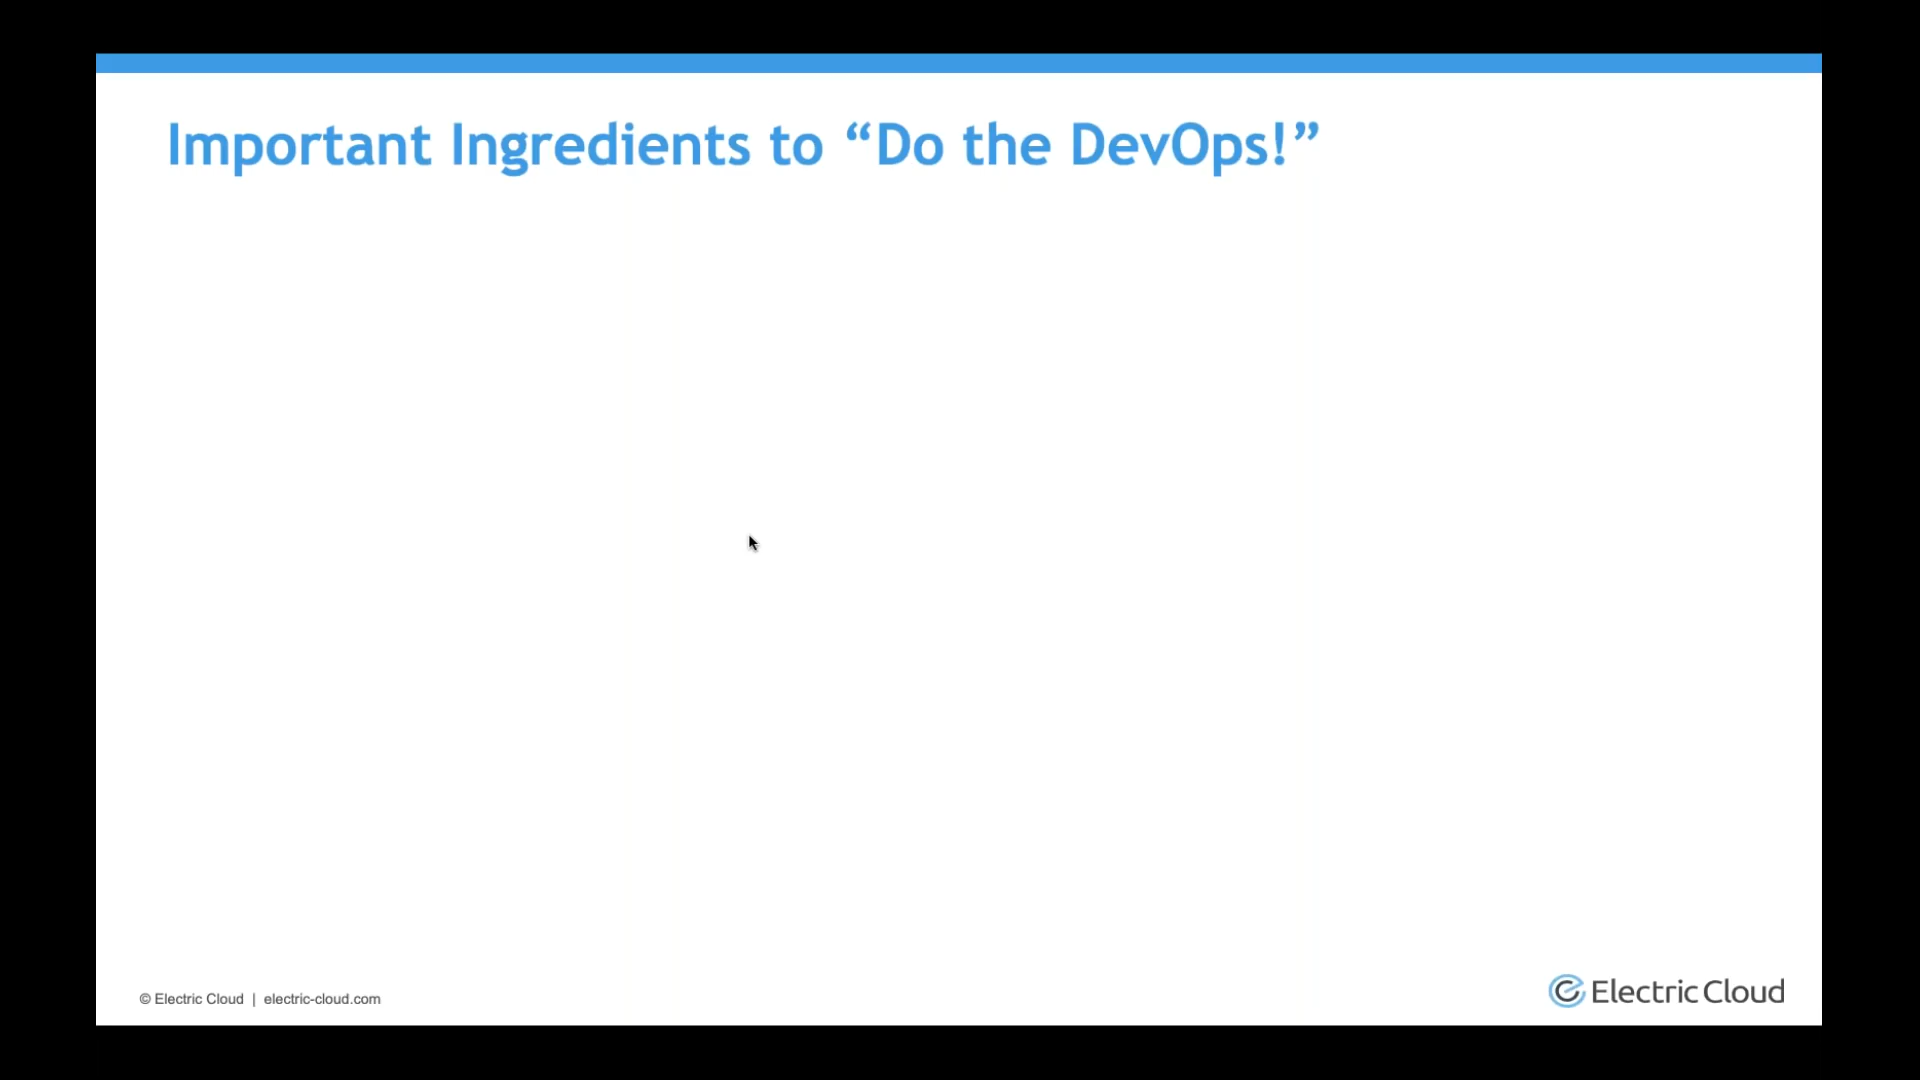 Important Ingredients to “Do the DevOps!”
© Electric Cloud | electric-cloud.com
Electric Cloud